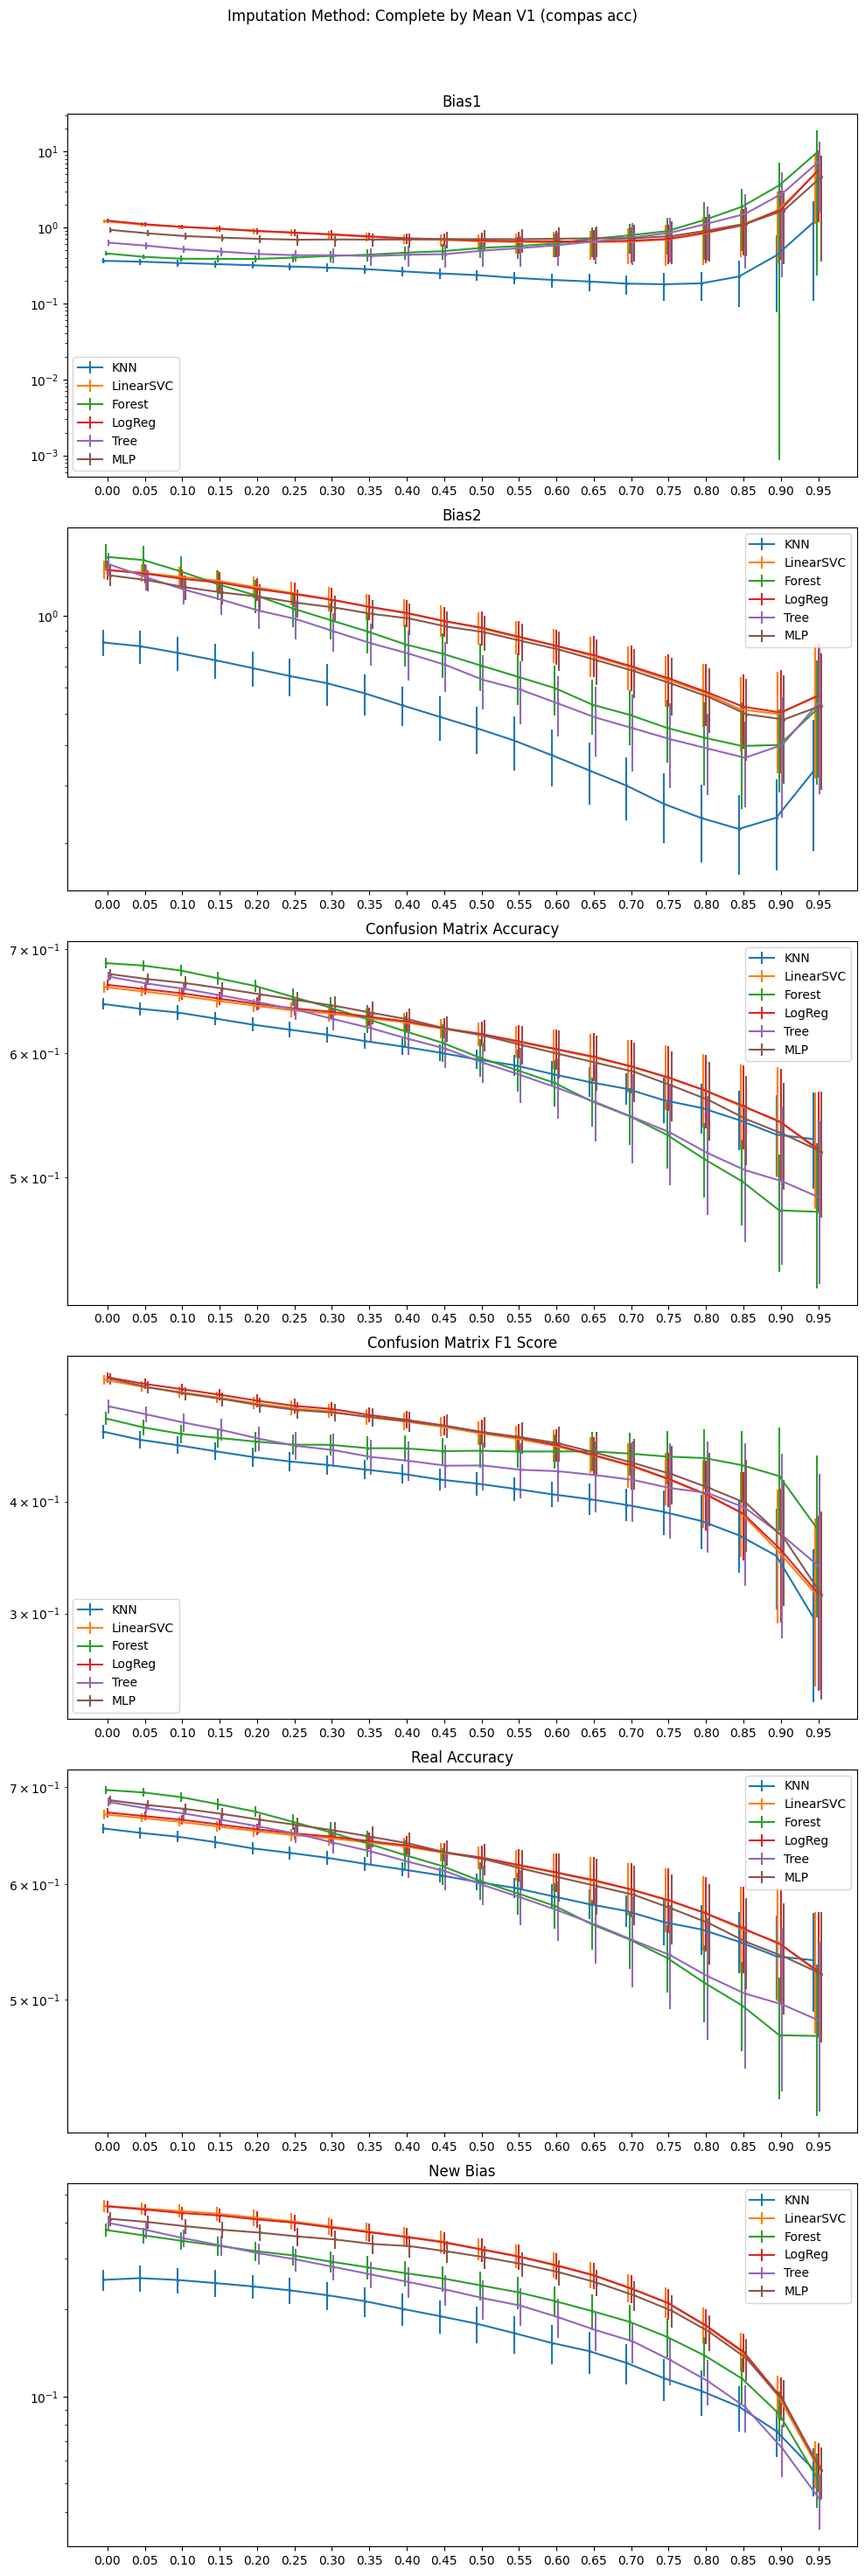 Imputation Method: Complete by Mean V1 (compas acc)
Bias1
10^1
10^0
10^-1
10^-2
10^-3
KNN
LinearSVC
Forest
LogReg
Tree
MLP
0.00 0.05 0.10 0.15 0.20 0.25 0.30 0.35 0.40 0.45 0.50 0.55 0.60 0.65 0.70 0.75 0.80 0.85 0.90 0.95
Bias2
10^0
KNN
LinearSVC
Forest
LogReg
Tree
MLP
0.00 0.05 0.10 0.15 0.20 0.25 0.30 0.35 0.40 0.45 0.50 0.55 0.60 0.65 0.70 0.75 0.80 0.85 0.90 0.95
Confusion Matrix Accuracy
7 × 10^-1
6 × 10^-1
5 × 10^-1
KNN
LinearSVC
Forest
LogReg
Tree
MLP
0.00 0.05 0.10 0.15 0.20 0.25 0.30 0.35 0.40 0.45 0.50 0.55 0.60 0.65 0.70 0.75 0.80 0.85 0.90 0.95
Confusion Matrix F1 Score
4 × 10^-1
3 × 10^-1
KNN
LinearSVC
Forest
LogReg
Tree
MLP
0.00 0.05 0.10 0.15 0.20 0.25 0.30 0.35 0.40 0.45 0.50 0.55 0.60 0.65 0.70 0.75 0.80 0.85 0.90 0.95
Real Accuracy
7 × 10^-1
6 × 10^-1
5 × 10^-1
KNN
LinearSVC
Forest
LogReg
Tree
MLP
0.00 0.05 0.10 0.15 0.20 0.25 0.30 0.35 0.40 0.45 0.50 0.55 0.60 0.65 0.70 0.75 0.80 0.85 0.90 0.95
New Bias
10^-1
KNN
LinearSVC
Forest
LogReg
Tree
MLP
0.00 0.05 0.10 0.15 0.20 0.25 0.30 0.35 0.40 0.45 0.50 0.55 0.60 0.65 0.70 0.75 0.80 0.85 0.90 0.95